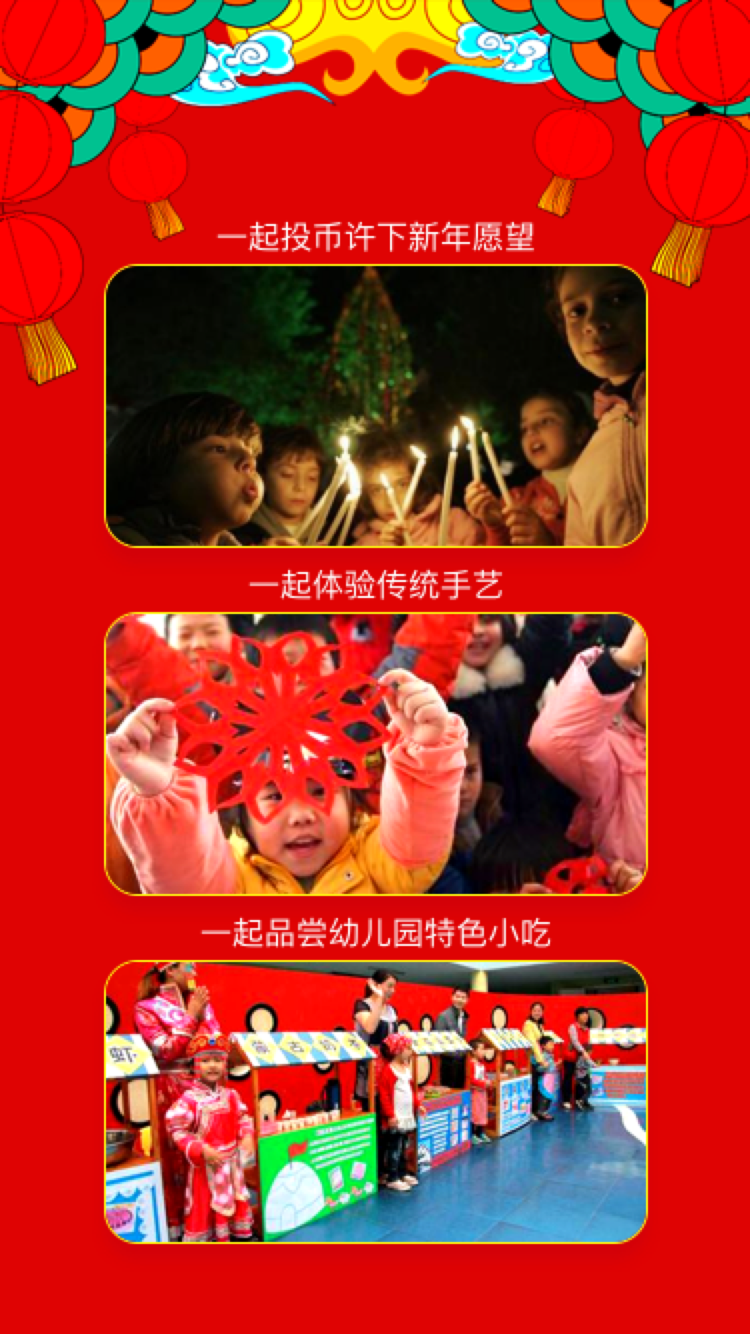 一起投币许下新年愿望
一起体验传统手艺
一起品尝幼儿园特色小吃
虾